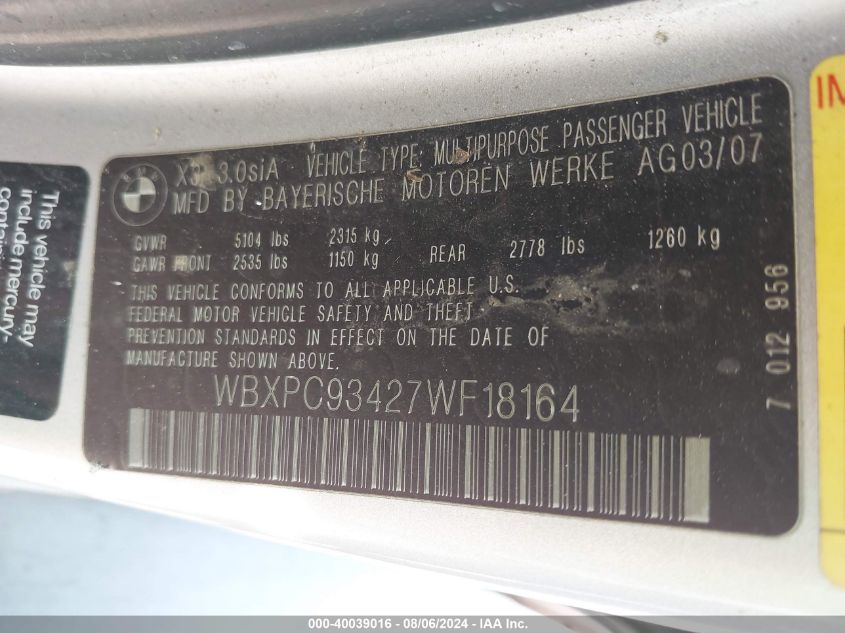 BMW
X3 3.0siA VEHICLE TYPE: MULTIPURPOSE PASSENGER VEHICLE
MFD BY BAYERISCHE MOTOREN WERKE AG03/07
GVWR 5104 lbs 2315 kg
GAWR FRONT 2535 lbs 1150 kg REAR 2778 lbs 1260 kg
THIS VEHICLE CONFORMS TO ALL APPLICABLE U.S.
FEDERAL MOTOR VEHICLE SAFETY AND THEFT
PREVENTION STANDARDS IN EFFECT ON THE DATE OF
MANUFACTURE SHOWN ABOVE.
WBXPC93427WF18164
7 012 956
This vehicle may
include mercury-
IM
000-40039016 - 08/06/2024 - IAA Inc.